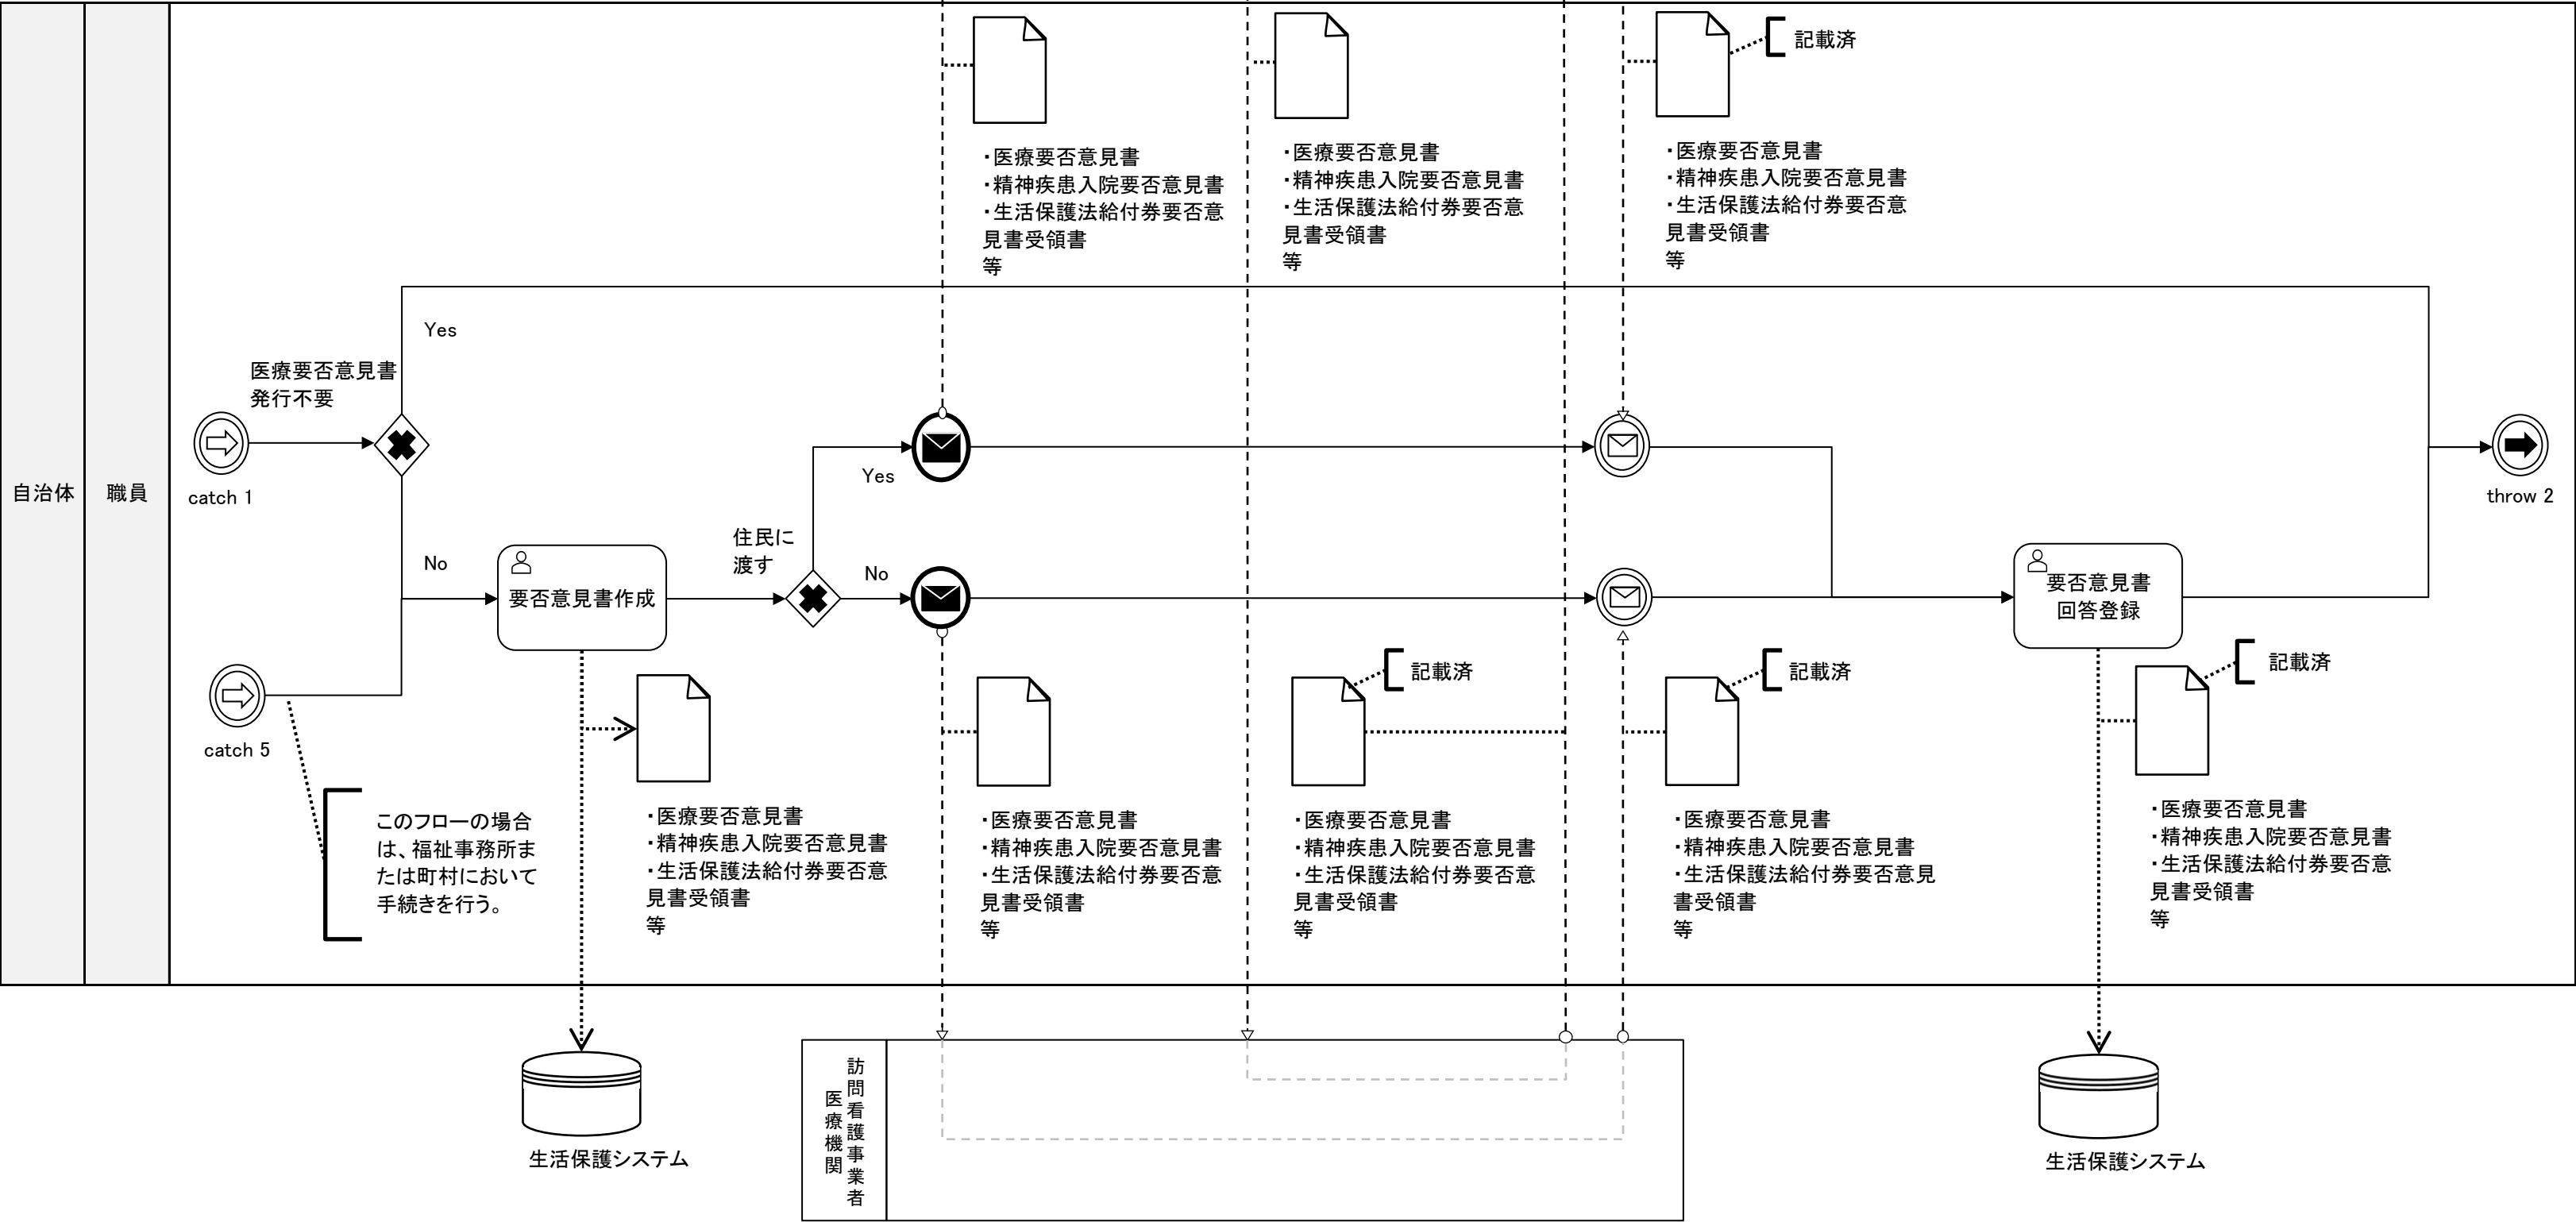 自治体
職員
記載済
・医療要否意見書
・精神疾患入院要否意見書
・生活保護法給付券要否意
見書受領書
等
・医療要否意見書
・精神疾患入院要否意見書
・生活保護法給付券要否意
見書受領書
等
・医療要否意見書
・精神疾患入院要否意見書
・生活保護法給付券要否意
見書受領書
等
Yes
医療要否意見書
発行不要
catch 1
Yes
throw 2
住民に
渡す
No
No
要否意見書作成
要否意見書
回答登録
catch 5
記載済
記載済
記載済
このフローの場合
は、福祉事務所ま
たは町村において
手続きを行う。
・医療要否意見書
・精神疾患入院要否意見書
・生活保護法給付券要否意
見書受領書
等
・医療要否意見書
・精神疾患入院要否意見書
・生活保護法給付券要否意
見書受領書
等
・医療要否意見書
・精神疾患入院要否意見書
・生活保護法給付券要否意
見書受領書
等
・医療要否意見書
・精神疾患入院要否意見書
・生活保護法給付券要否意見
書受領書
等
・医療要否意見書
・精神疾患入院要否意見書
・生活保護法給付券要否意
見書受領書
等
生活保護システム
訪問看護事業者
医療機関
生活保護システム